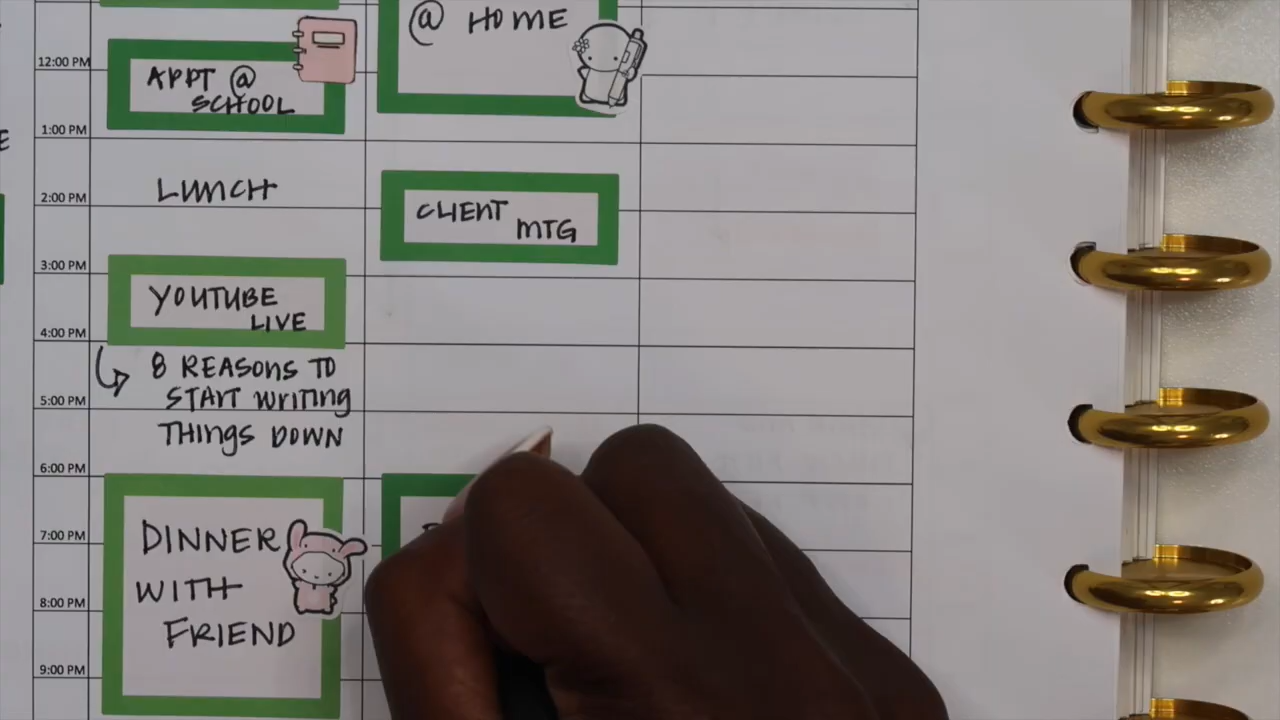 @ HOME
12:00 PM
APPT @
SCHOOL
1:00 PM
LUNCH
2:00 PM
CLIENT
MTG
3:00 PM
YOUTUBE
LIVE
4:00 PM
8 REASONS TO
START WRITING
THINGS DOWN
5:00 PM
6:00 PM
DINNER
WITH
FRIEND
7:00 PM
8:00 PM
9:00 PM